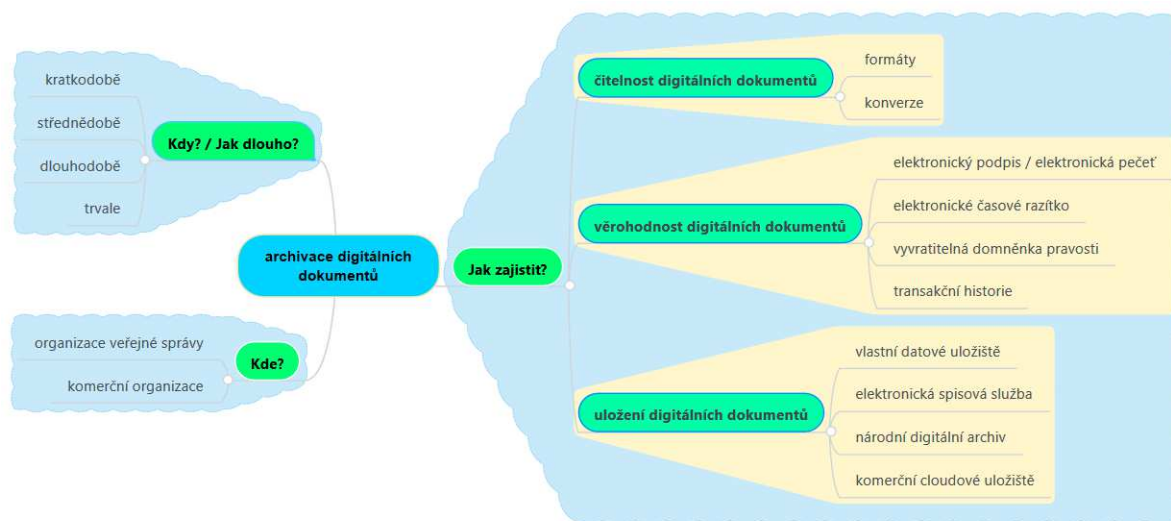 kratkodobě
střednědobě
dlouhodobě
trvale
Kdy? / Jak dlouho?
archivace digitálních
dokumentů
organizace veřejné správy
komerční organizace
Kde?
Jak zajistit?
čitelnost digitálních dokumentů
formáty
konverze
věrohodnost digitálních dokumentů
elektronický podpis / elektronická pečeť
elektronické časové razítko
vyvratitelná domněnka pravosti
transakční historie
uložení digitálních dokumentů
vlastní datové uložiště
elektronická spisová služba
národní digitální archiv
komerční cloudové uložiště